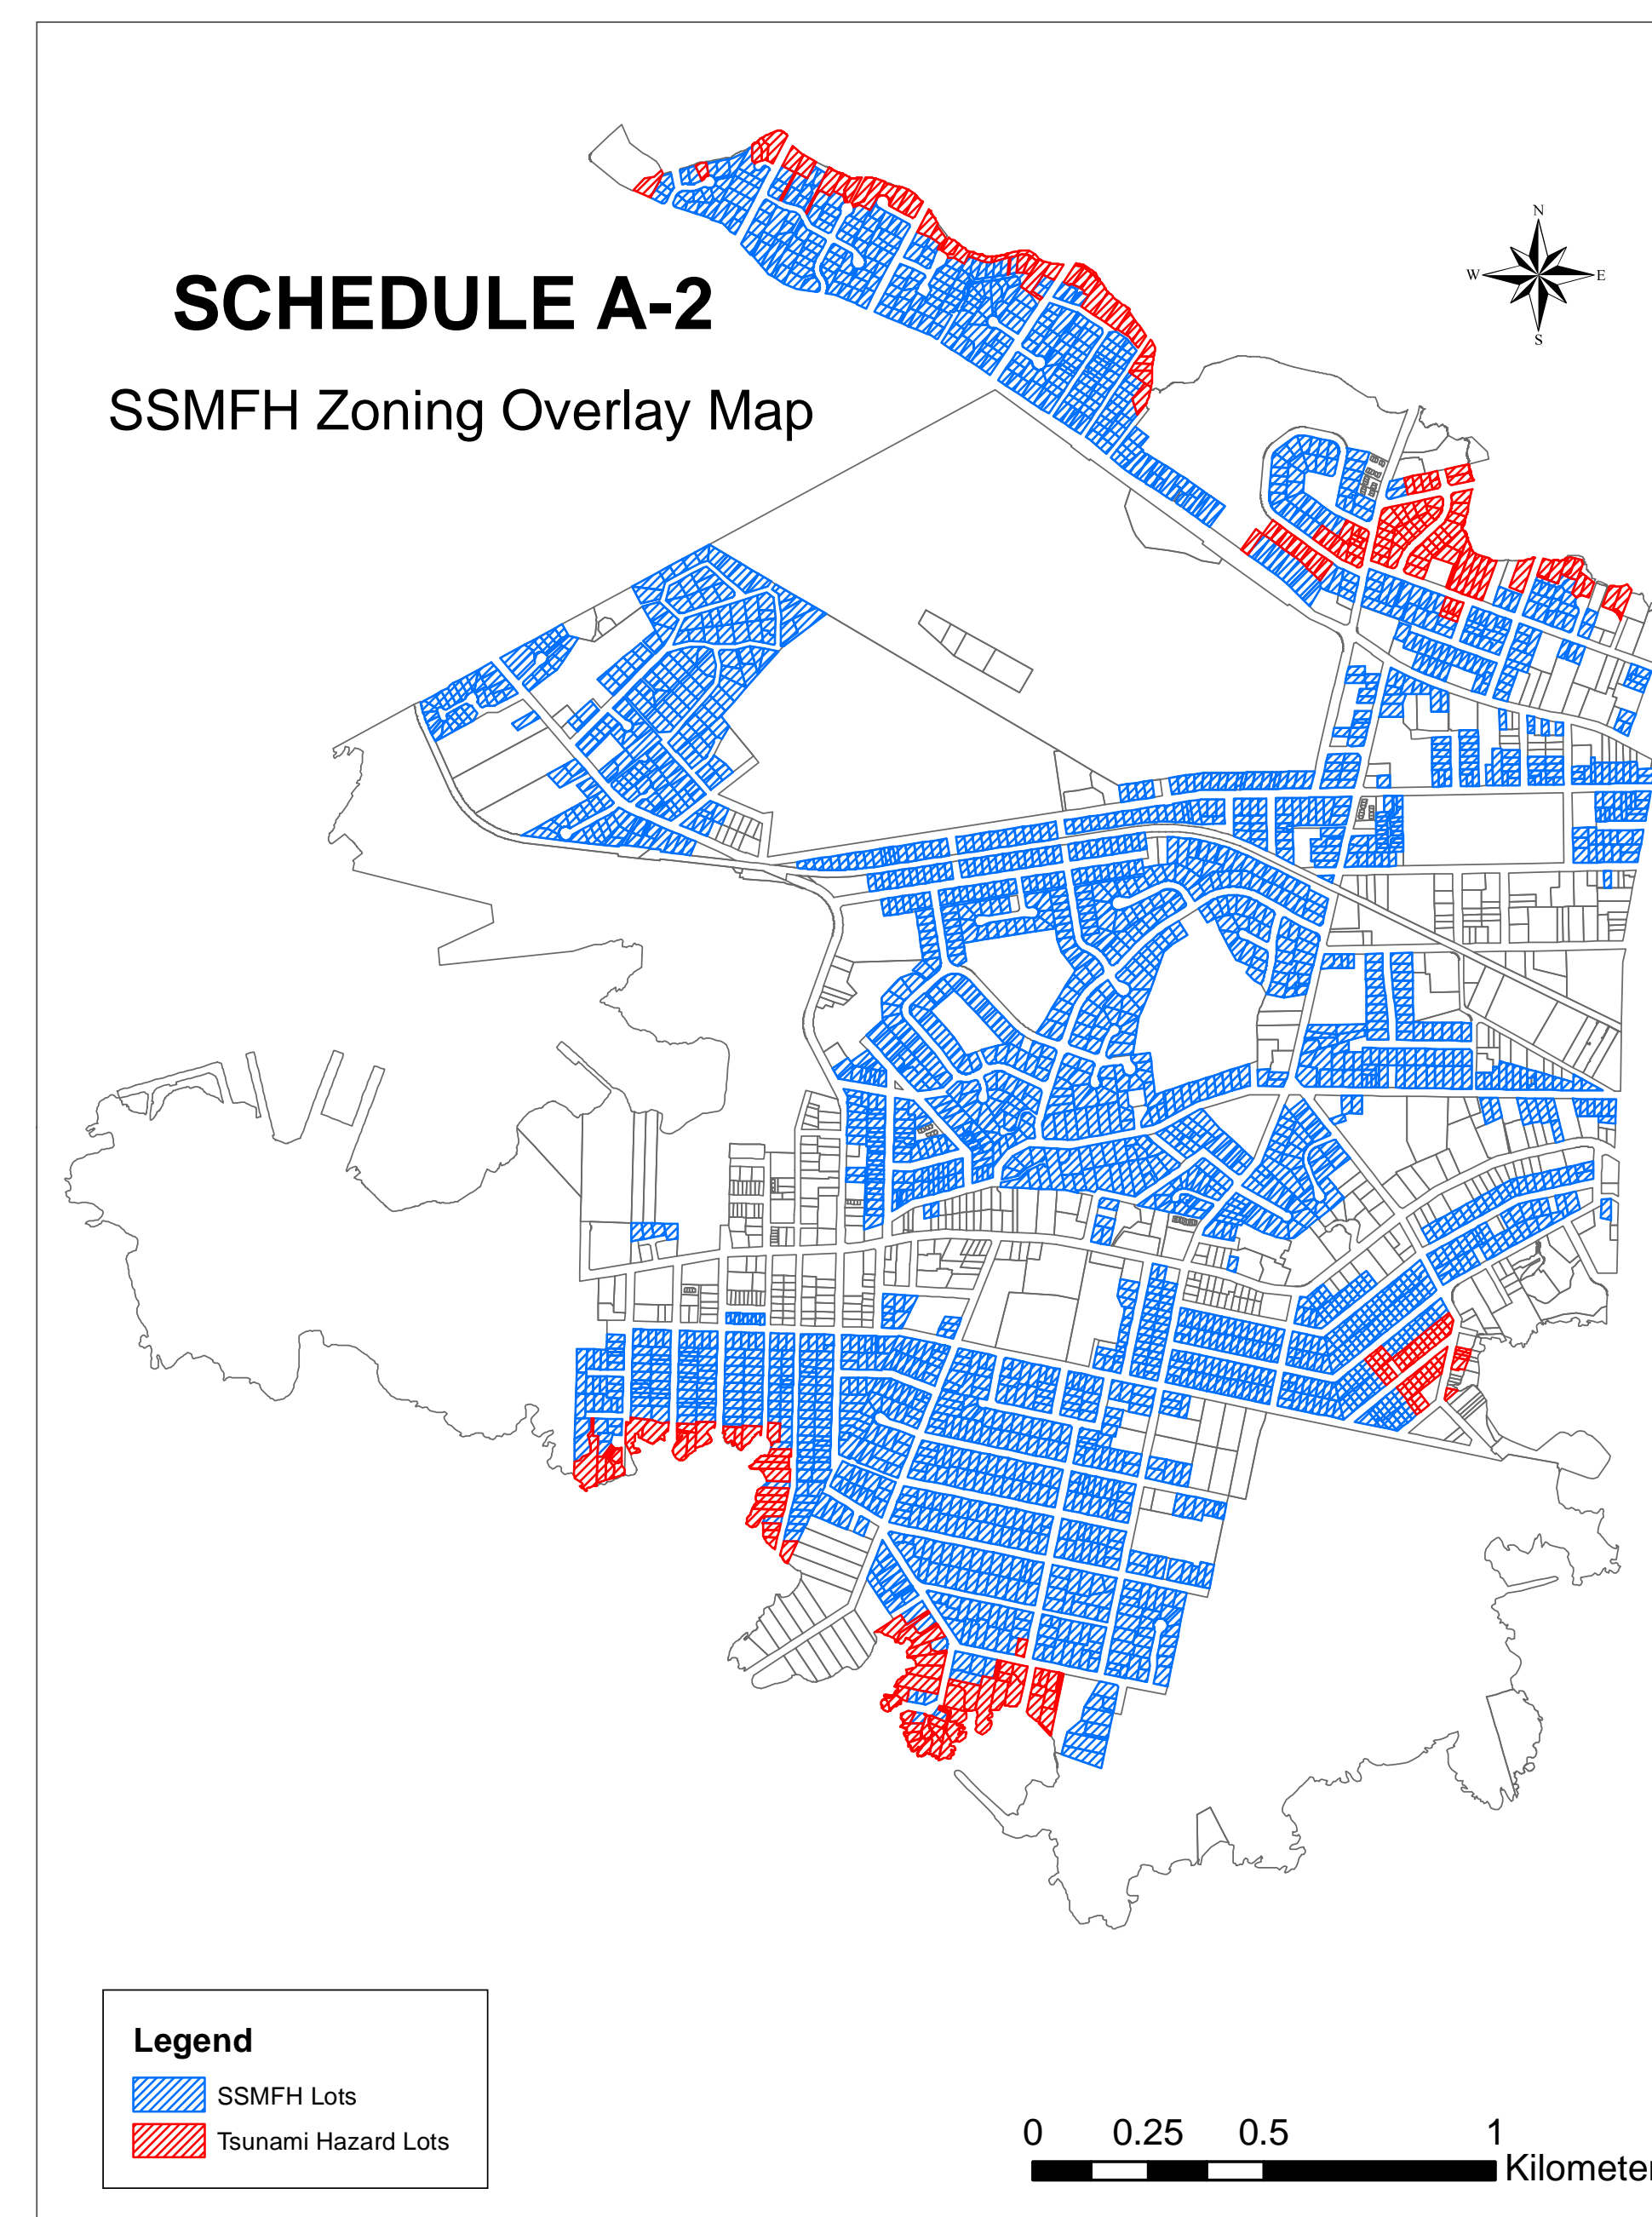 SCHEDULE A-2
SSMFH Zoning Overlay Map
N
W E
S
Legend
SSMFH Lots
Tsunami Hazard Lots
0 0.25 0.5 1
Kilometer